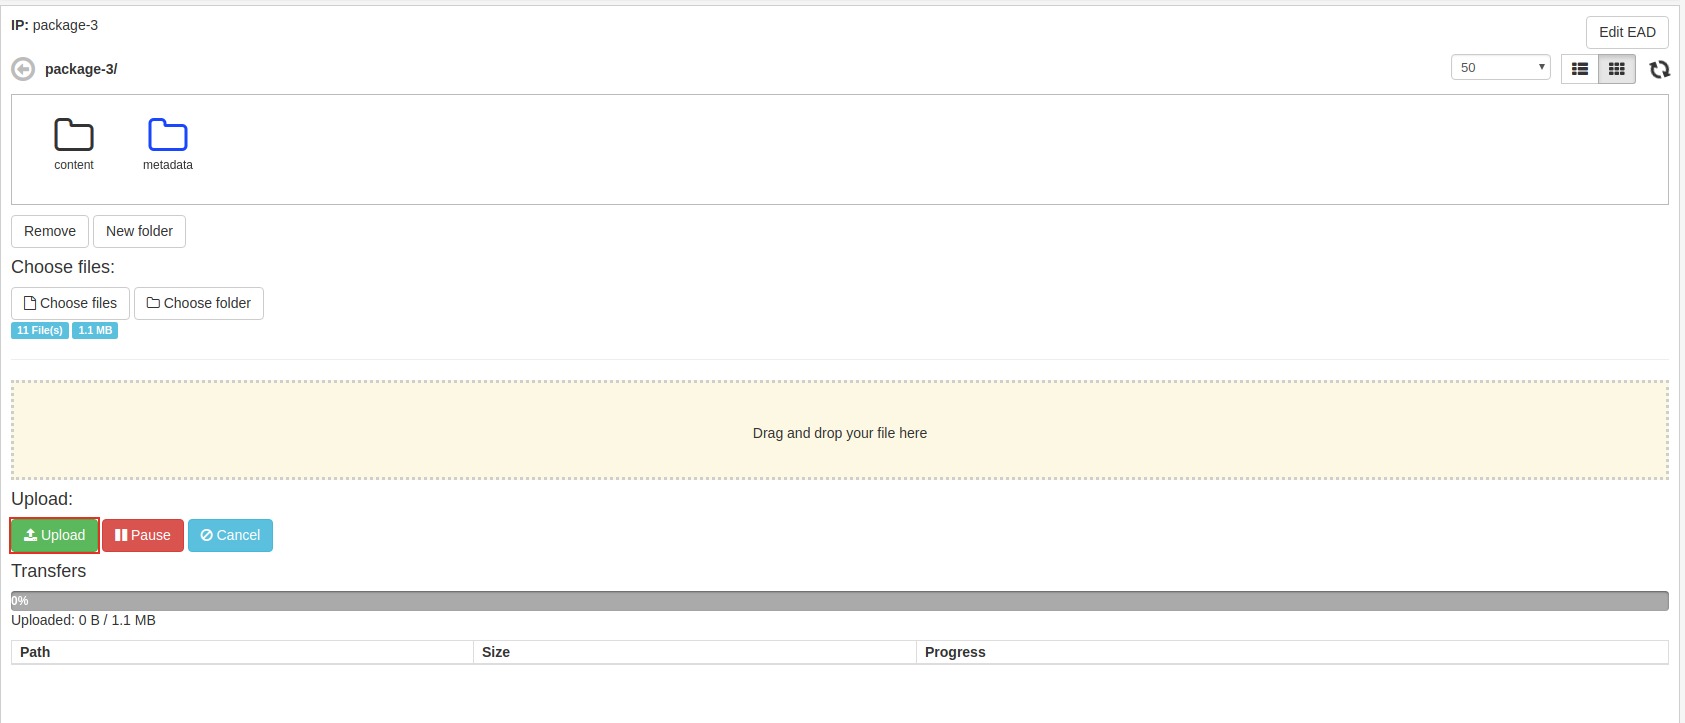 IP: package-3
Edit EAD
package-3/
50
content
metadata
Remove
New folder
Choose files:
Choose files
Choose folder
11 File(s)
1.1 MB
Drag and drop your file here
Upload:
Upload
Pause
Cancel
Transfers
0%
Uploaded: 0 B / 1.1 MB
Path
Size
Progress